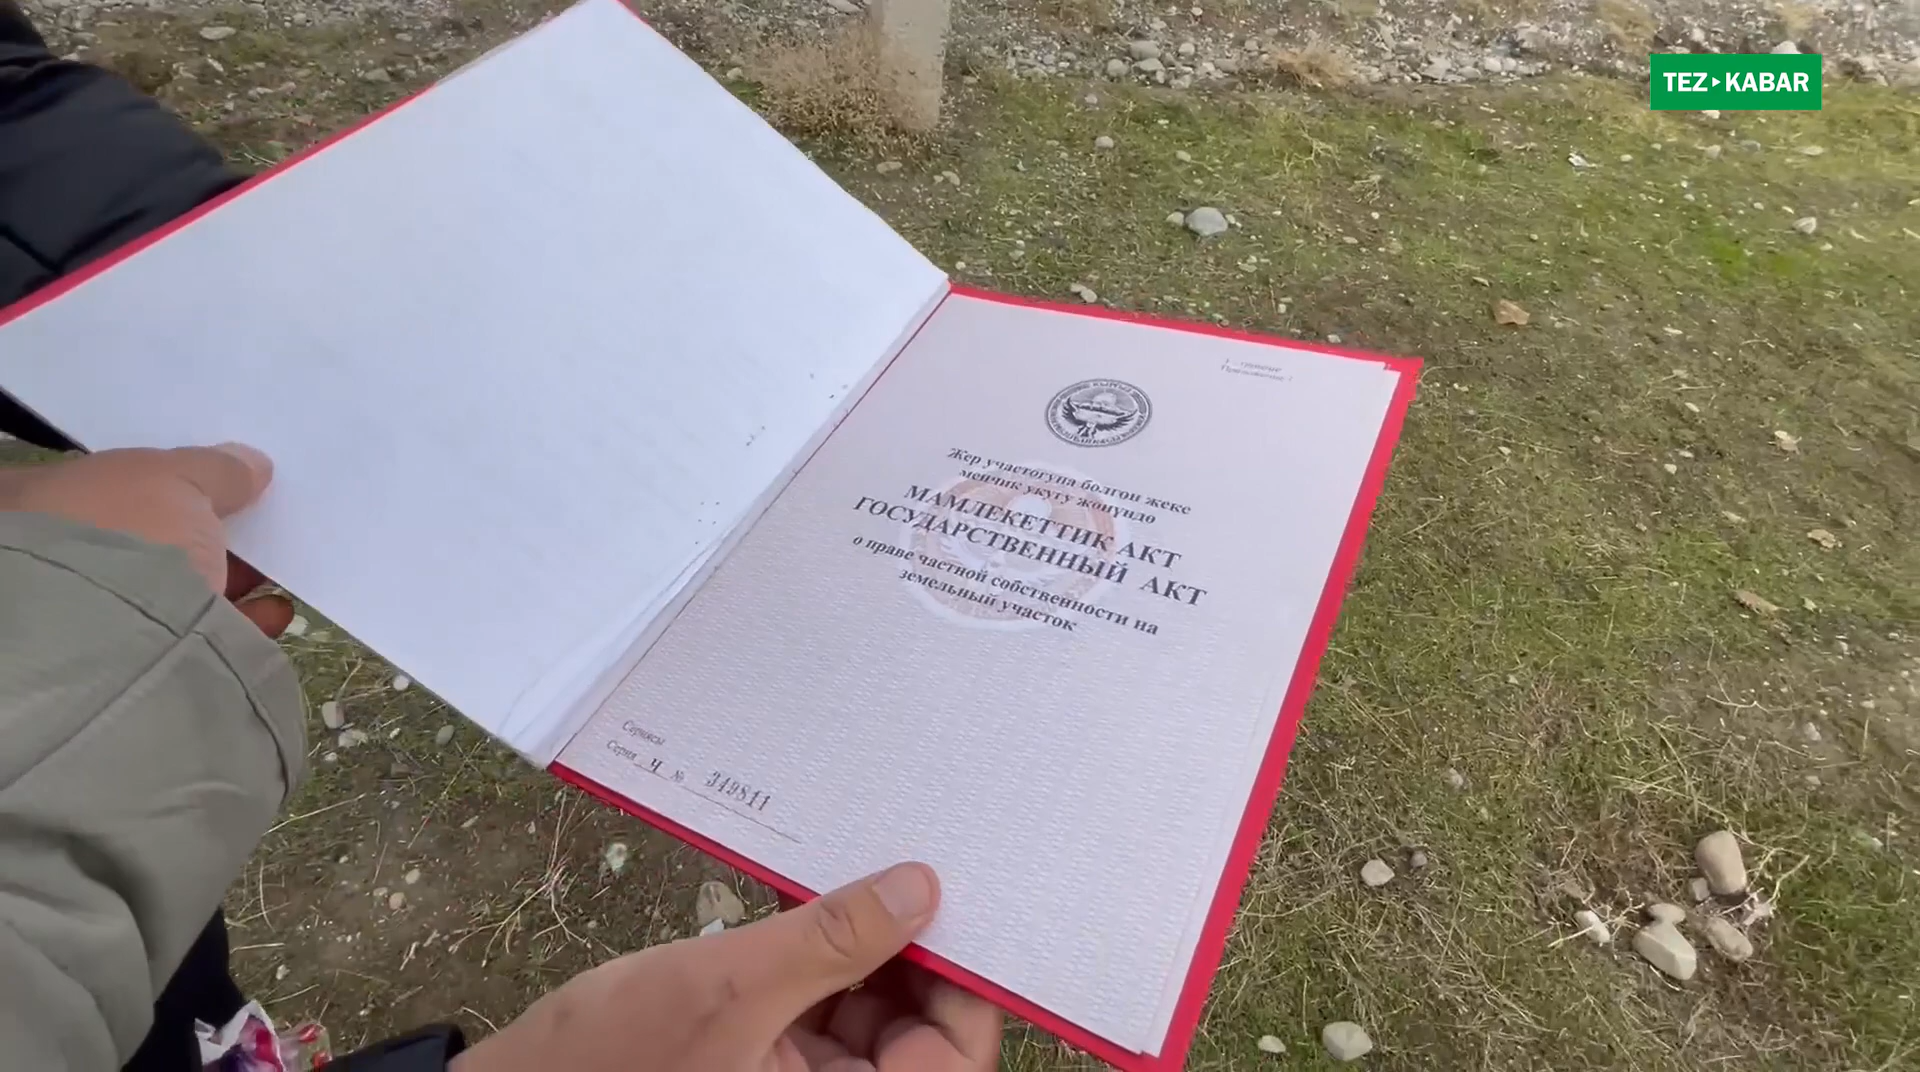 TEZ KABAR
Жер участогуна болгон жеке
менчик укугу жөнүндө
МАМЛЕКЕТТИК АКТ
ГОСУДАРСТВЕННЫЙ АКТ
о праве частной собственности на
земельный участок
Сериясы
Серия Ч № 349811